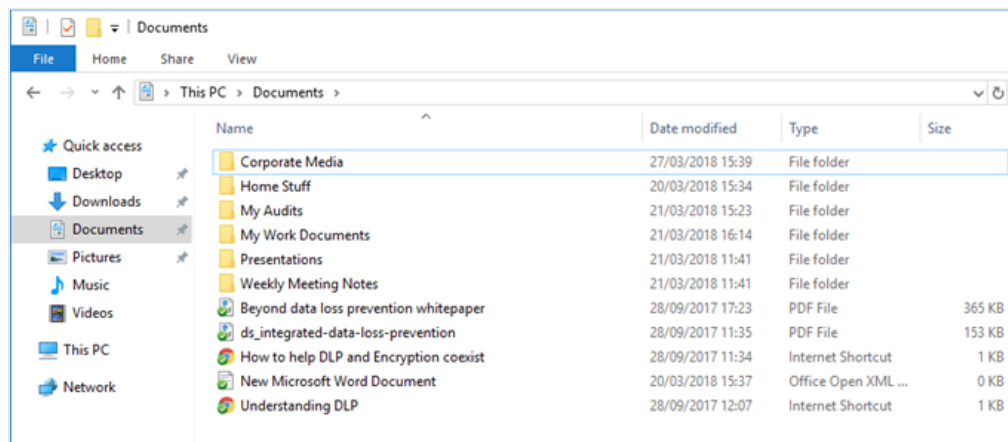 Documents
File Home Share View
This PC Documents
Name Date modified Type Size
Quick access
Desktop
Downloads
Documents
Pictures
Music
Videos
This PC
Network
Corporate Media 27/03/2018 15:39 File folder
Home Stuff 20/03/2018 15:34 File folder
My Audits 21/03/2018 15:23 File folder
My Work Documents 21/03/2018 16:14 File folder
Presentations 21/03/2018 11:41 File folder
Weekly Meeting Notes 21/03/2018 11:41 File folder
Beyond data loss prevention whitepaper 28/09/2017 17:23 PDF File 365 KB
ds_integrated-data-loss-prevention 28/09/2017 11:35 PDF File 153 KB
How to help DLP and Encryption coexist 28/09/2017 11:34 Internet Shortcut 1 KB
New Microsoft Word Document 20/03/2018 15:37 Office Open XML ... 0 KB
Understanding DLP 28/09/2017 12:07 Internet Shortcut 1 KB